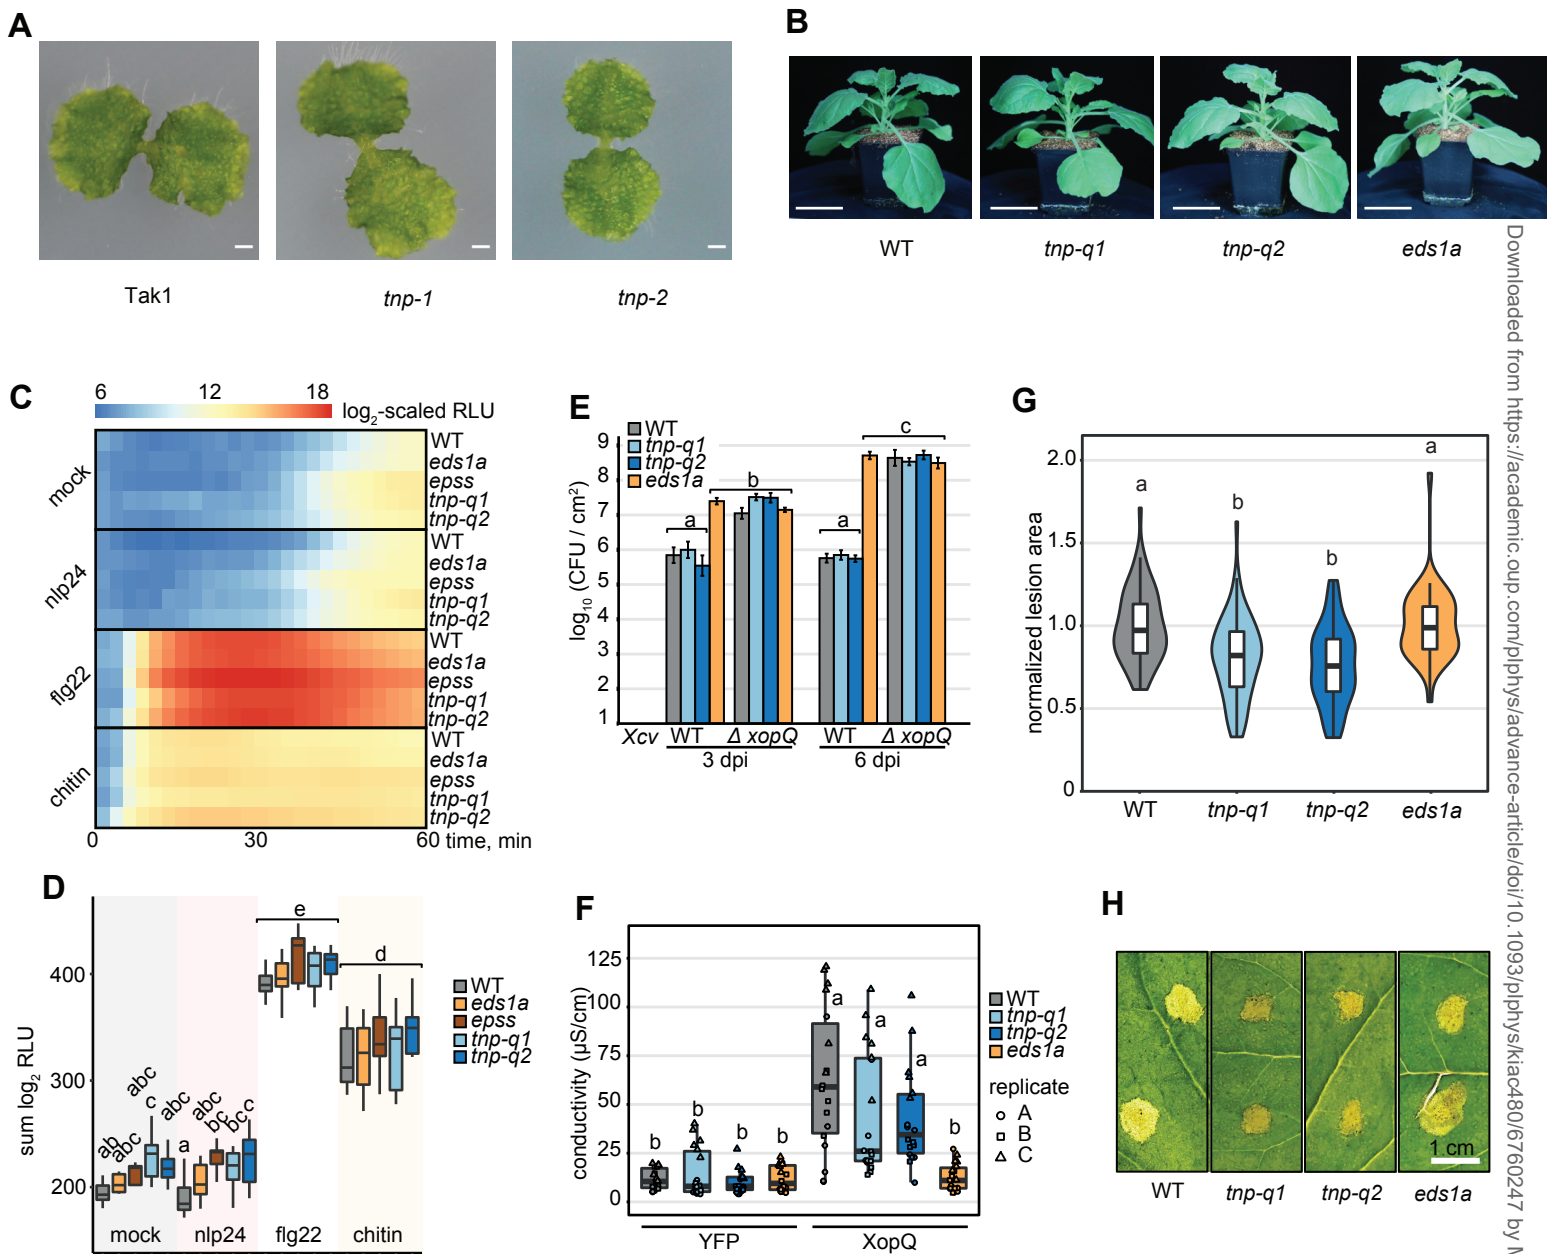 A
Tak1
tnp-1
tnp-2
B
WT
tnp-q1
tnp-q2
eds1a
C
6
12
18
log2-scaled RLU
mock
WT
eds1a
epss
tnp-q1
tnp-q2
nlp24
WT
eds1a
epss
tnp-q1
tnp-q2
flg22
WT
eds1a
epss
tnp-q1
tnp-q2
chitin
WT
eds1a
epss
tnp-q1
tnp-q2
0
30
60
time, min
D
sum log2 RLU
400
300
200
ab
abc
abc
c
abc
a
abc
bc
bc
c
e
d
mock
nlp24
flg22
chitin
WT
eds1a
epss
tnp-q1
tnp-q2
E
WT
tnp-q1
tnp-q2
eds1a
log10 (CFU / cm2)
9
8
7
6
5
4
3
2
1
a
b
a
c
Xcv
WT
Δ xopQ
WT
Δ xopQ
3 dpi
6 dpi
F
conductivity (µS/cm)
125
100
75
50
25
0
b
b
b
b
a
a
a
b
YFP
XopQ
WT
tnp-q1
tnp-q2
eds1a
replicate
A
B
C
G
normalized lesion area
2.0
1.5
1.0
0.5
0
a
b
b
a
WT
tnp-q1
tnp-q2
eds1a
H
1 cm
WT
tnp-q1
tnp-q2
eds1a
Downloaded from https://academic.oup.com/plphys/advance-article/doi/10.1093/plphys/kiac480/6760247 by